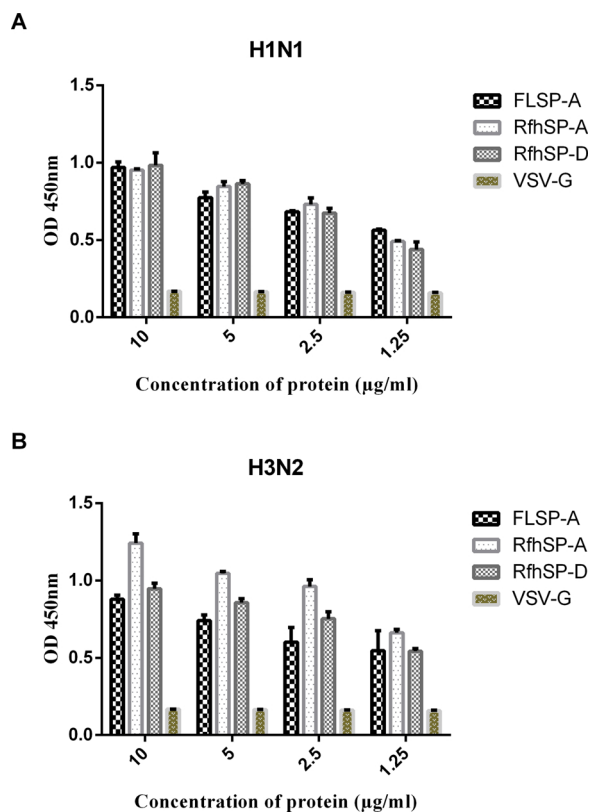 A
H1N1
1.5
1.0
0.5
0.0
OD 450nm
10
5
2.5
1.25
Concentration of protein (µg/ml)
FLSP-A
RfhSP-A
RfhSP-D
VSV-G
B
H3N2
1.5
1.0
0.5
0.0
OD 450nm
10
5
2.5
1.25
Concentration of protein (µg/ml)
FLSP-A
RfhSP-A
RfhSP-D
VSV-G